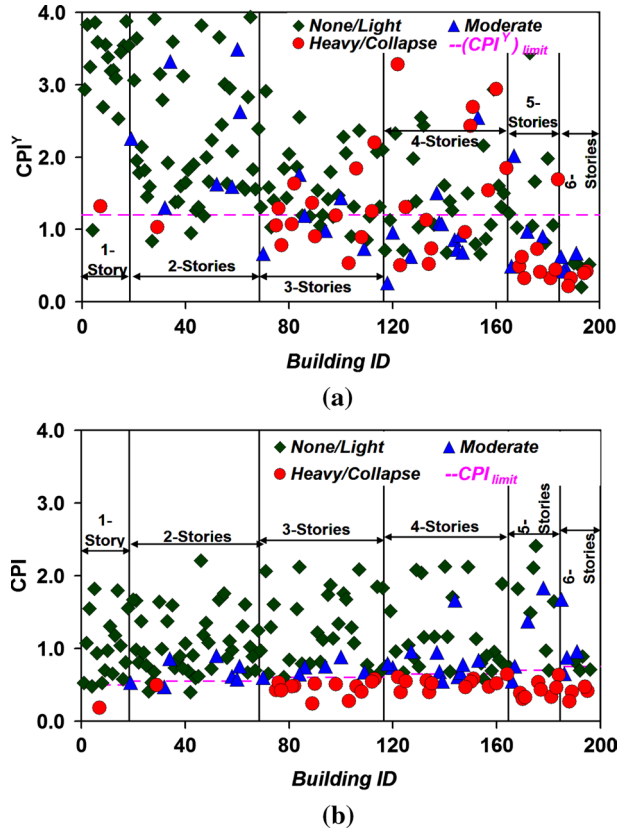 4.0
None/Light Moderate
Heavy/Collapse --(CPI^Y)limit
3.0
5-
Stories
4-Stories
6-
Stories
2.0
CPI^Y
1.0
1-
Story
2-Stories
3-Stories
0.0
0 40 80 120 160 200
Building ID
(a)
4.0
None/Light Moderate
Heavy/Collapse --CPI limit
3.0
1-
Story
2-Stories
3-Stories
4-Stories
5-
Stories
6-
Stories
2.0
CPI
1.0
0.0
0 40 80 120 160 200
Building ID
(b)